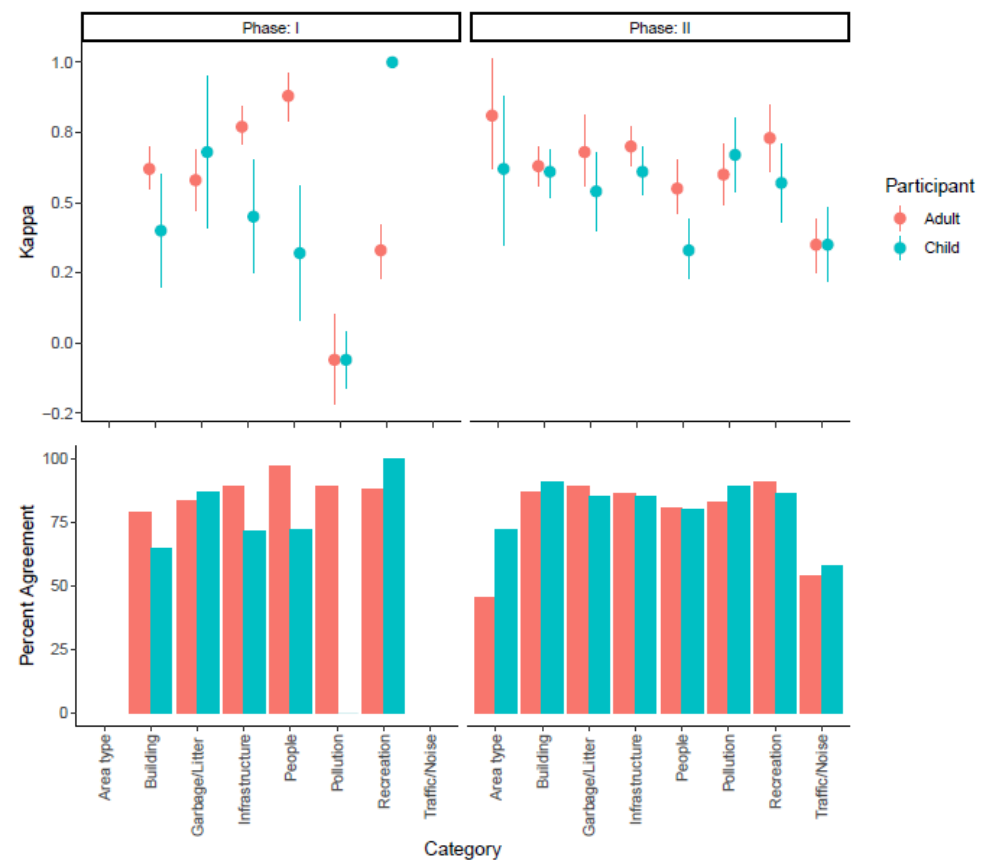 Phase: I
Phase: II
1.0
0.8
0.5
0.2
0.0
−0.2
Kappa
Participant
Adult
Child
100
75
50
25
0
Percent Agreement
Area type
Building
Garbage/Litter
Infrastructure
People
Pollution
Recreation
Traffic/Noise
Area type
Building
Garbage/Litter
Infrastructure
People
Pollution
Recreation
Traffic/Noise
Category